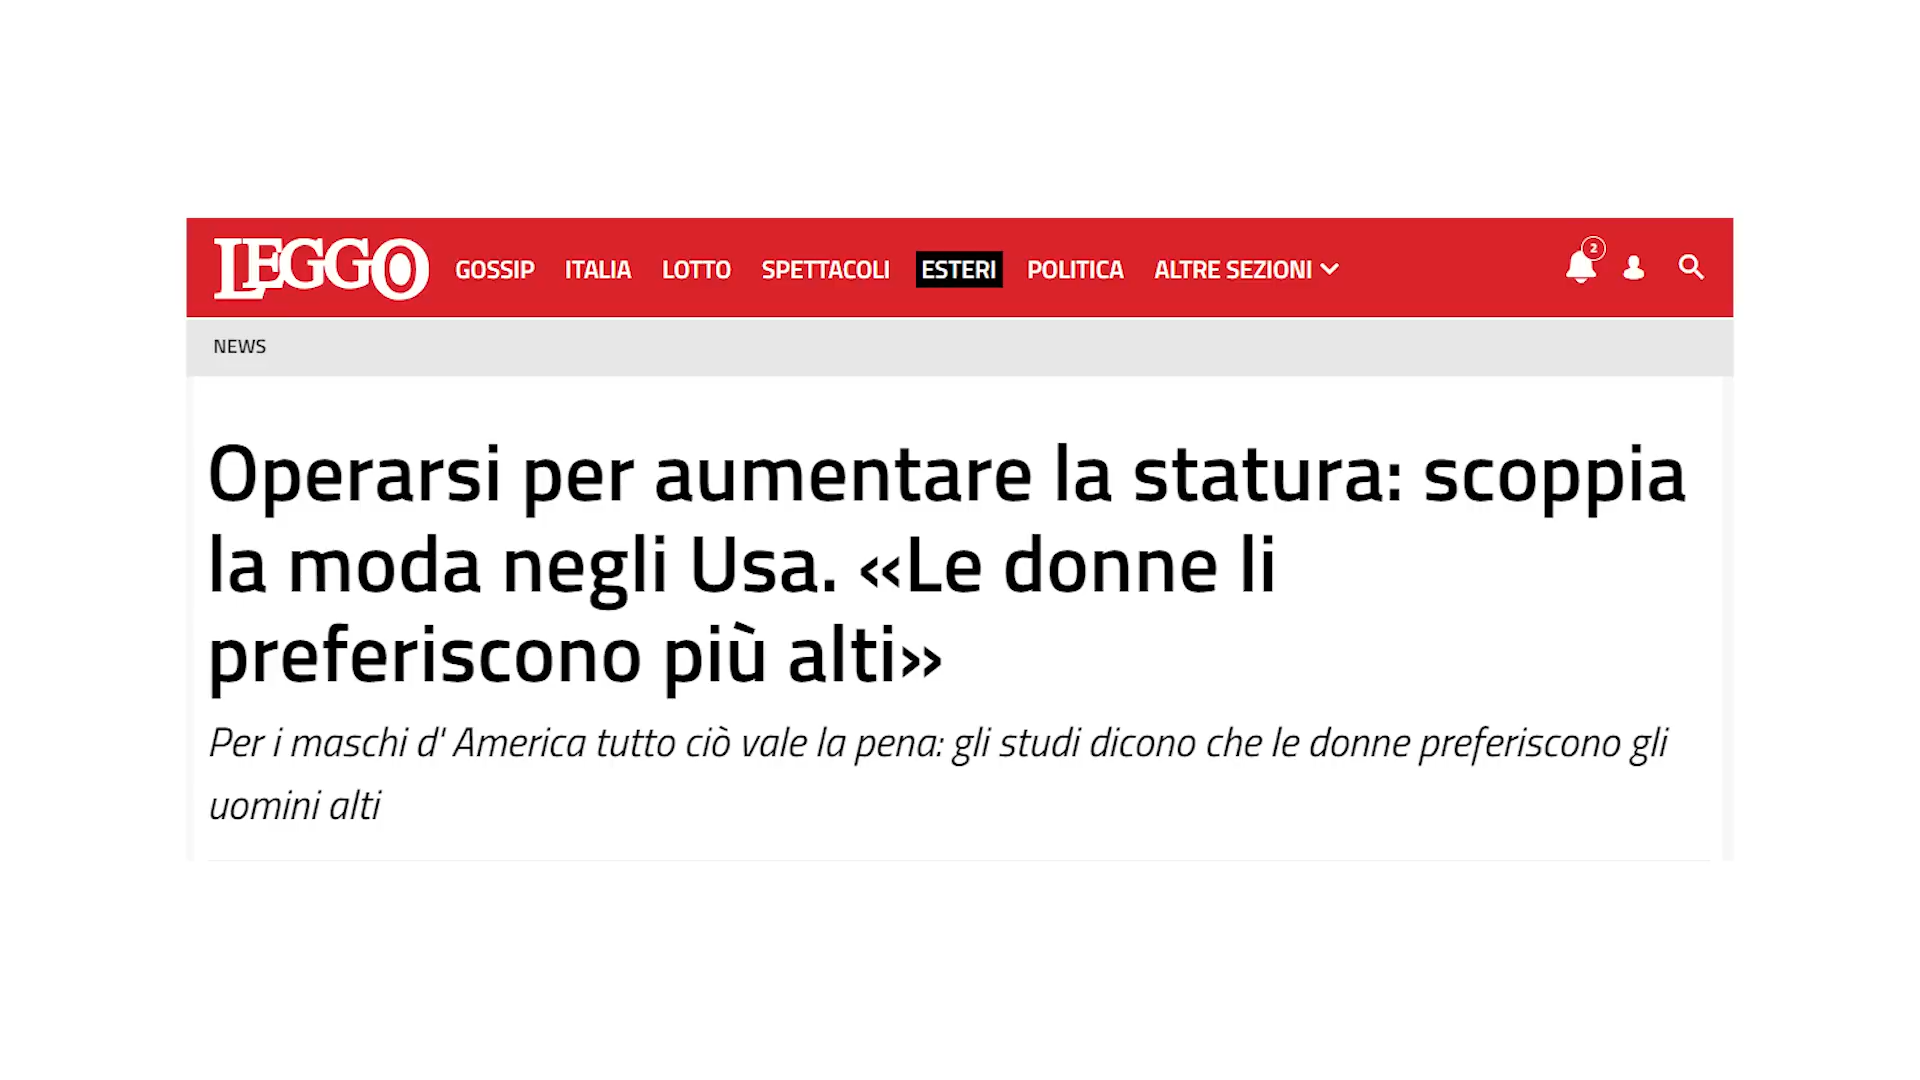 LEGGO GOSSIP ITALIA LOTTO SPETTACOLI ESTERI POLITICA ALTRE SEZIONI 2
NEWS
Operarsi per aumentare la statura: scoppia
la moda negli Usa. «Le donne li
preferiscono più alti»
Per i maschi d' America tutto ciò vale la pena: gli studi dicono che le donne preferiscono gli
uomini alti